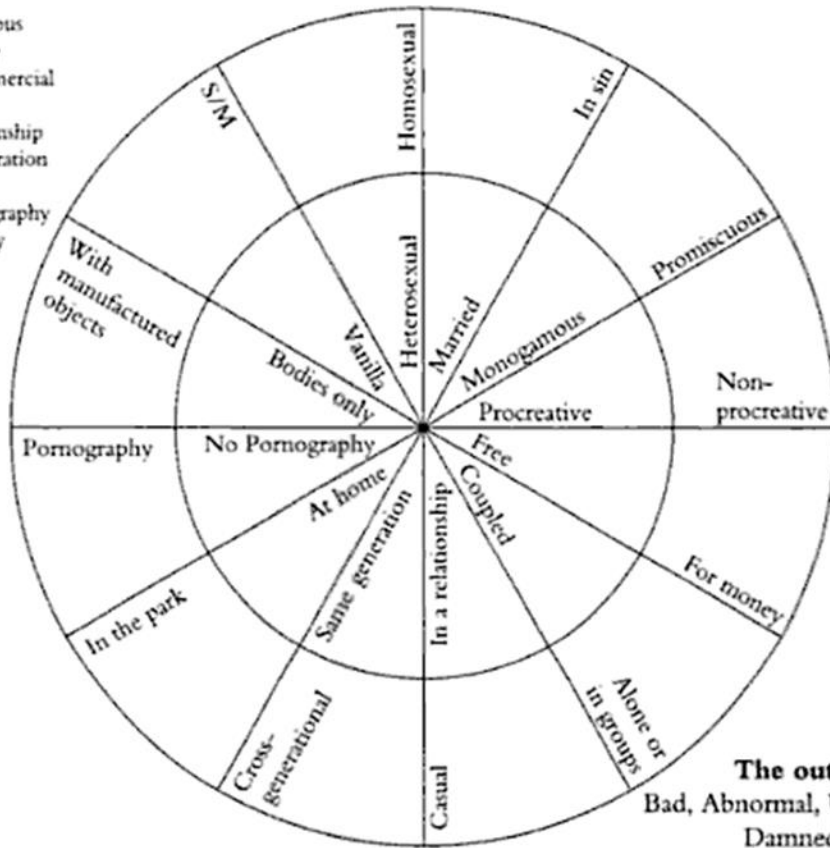 S/M
Homosexual
In sin
With
manufactured
objects
Vanilla
Heterosexual
Married
Promiscuous
Bodies only
Monogamous
Non-
procreative
Procreative
Pornography
No Pornography
Free
At home
Coupled
Same generation
In a relationship
For money
In the park
Alone or
in groups
Cross-
generational
Casual
The out
Bad, Abnormal,
Damned